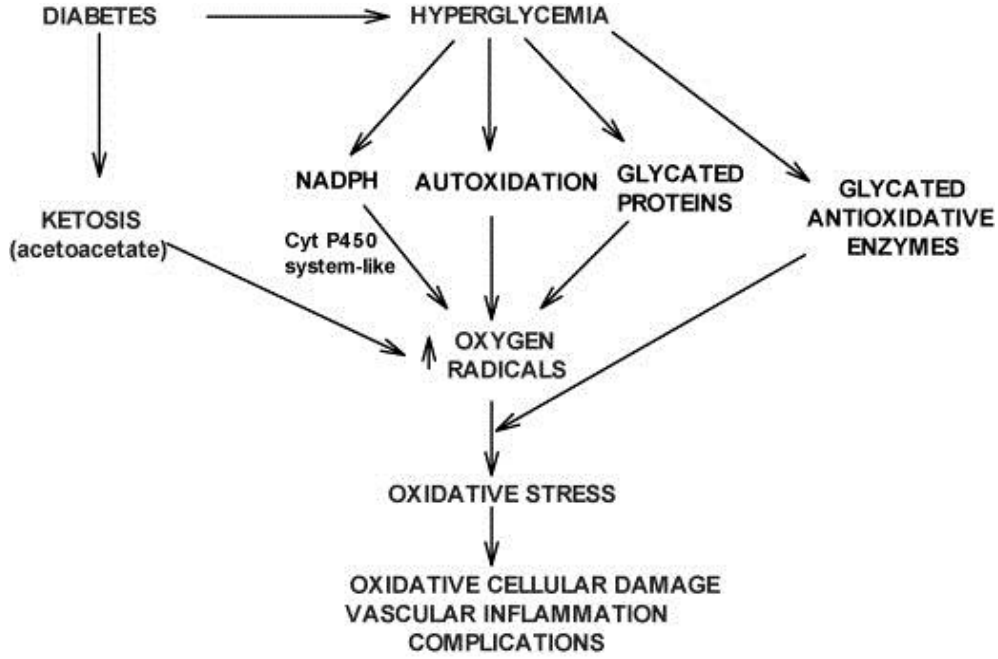 DIABETES
HYPERGLYCEMIA
NADPH
AUTOXIDATION
GLYCATED
PROTEINS
GLYCATED
ANTIOXIDATIVE
ENZYMES
KETOSIS
(acetoacetate)
Cyt P450
system-like
OXYGEN
RADICALS
OXIDATIVE STRESS
OXIDATIVE CELLULAR DAMAGE
VASCULAR INFLAMMATION
COMPLICATIONS